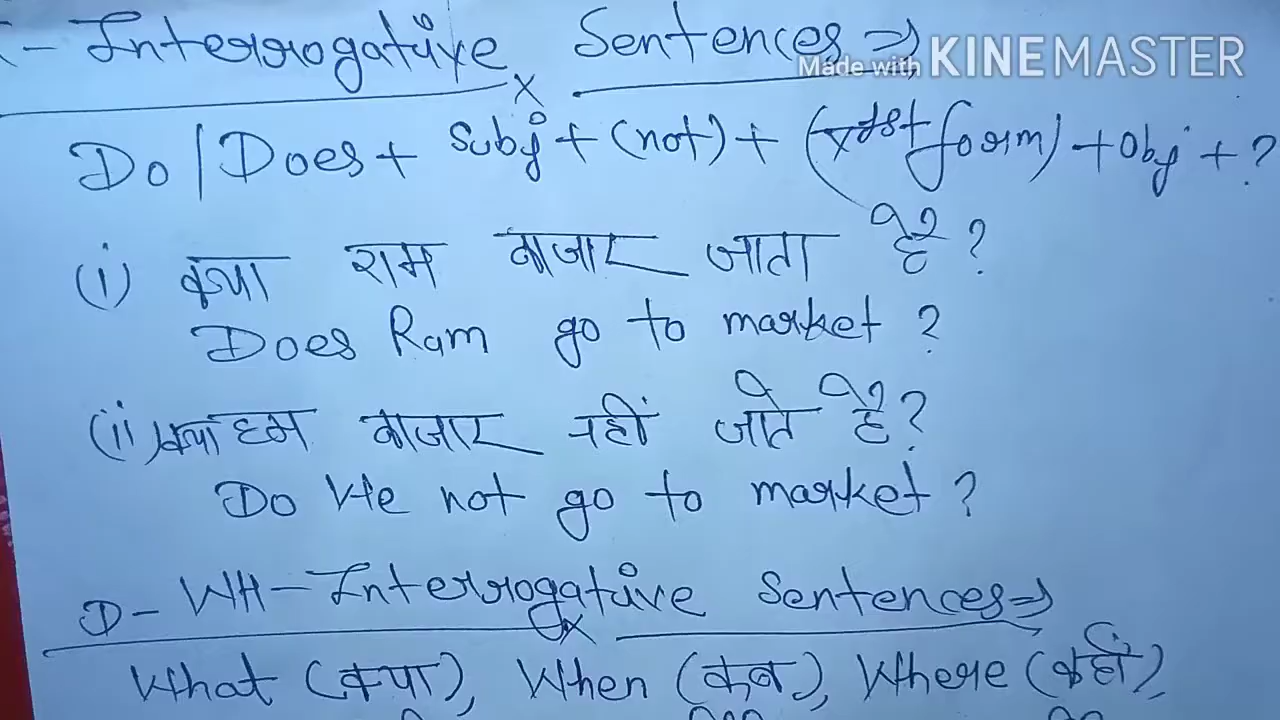 C - Interrogative Sentences ⇒
Made with KINEMASTER
Do/Does + Subj + (not) + (V Ist form) + Obj + ?
(i) क्या राम बाजार जाता है ?
Does Ram go to market ?
(ii) क्या हम बाजार नहीं जाते है ?
Do We not go to market ?
D - WH - Interrogative Sentences ⇒
What (क्या), When (कब), Where (कहाँ),